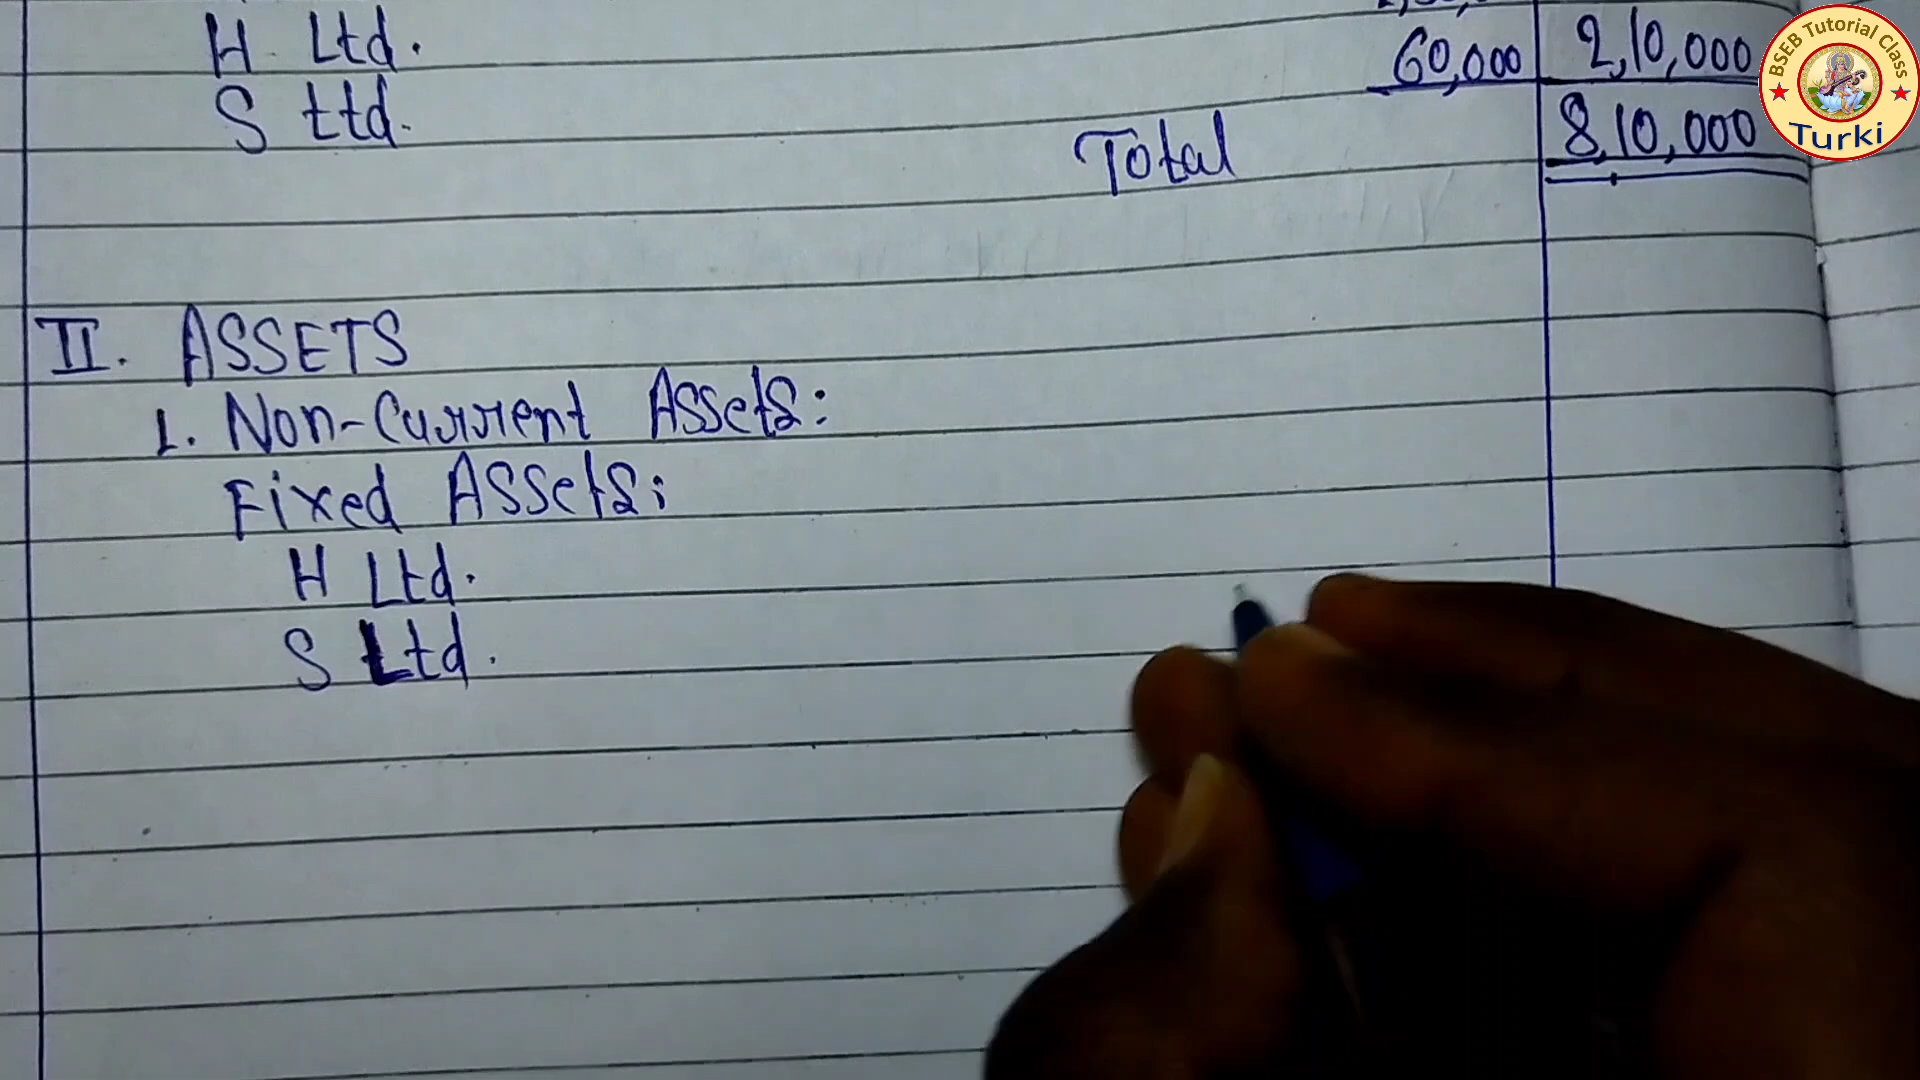 H. Ltd.
60,000 2,10,000
S Ltd.
Total 8,10,000
II. ASSETS
1. Non-Current Assets:
Fixed Assets:
H Ltd.
S Ltd.
BSEB Tutorial Class
Turki